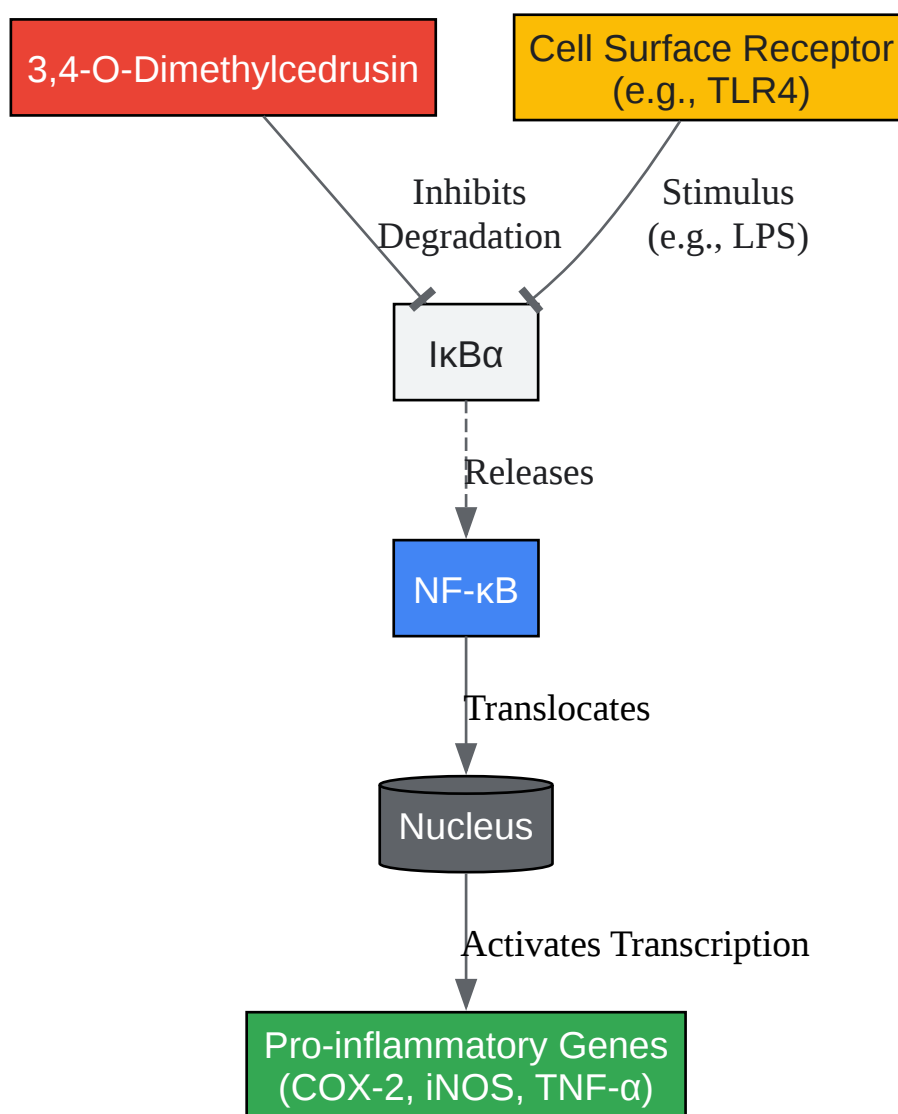 3,4-O-Dimethylcedrusin
Cell Surface Receptor
(e.g., TLR4)
Inhibits
Degradation
Stimulus
(e.g., LPS)
IκBα
Releases
NF-κB
Translocates
Nucleus
Activates Transcription
Pro-inflammatory Genes
(COX-2, iNOS, TNF-α)